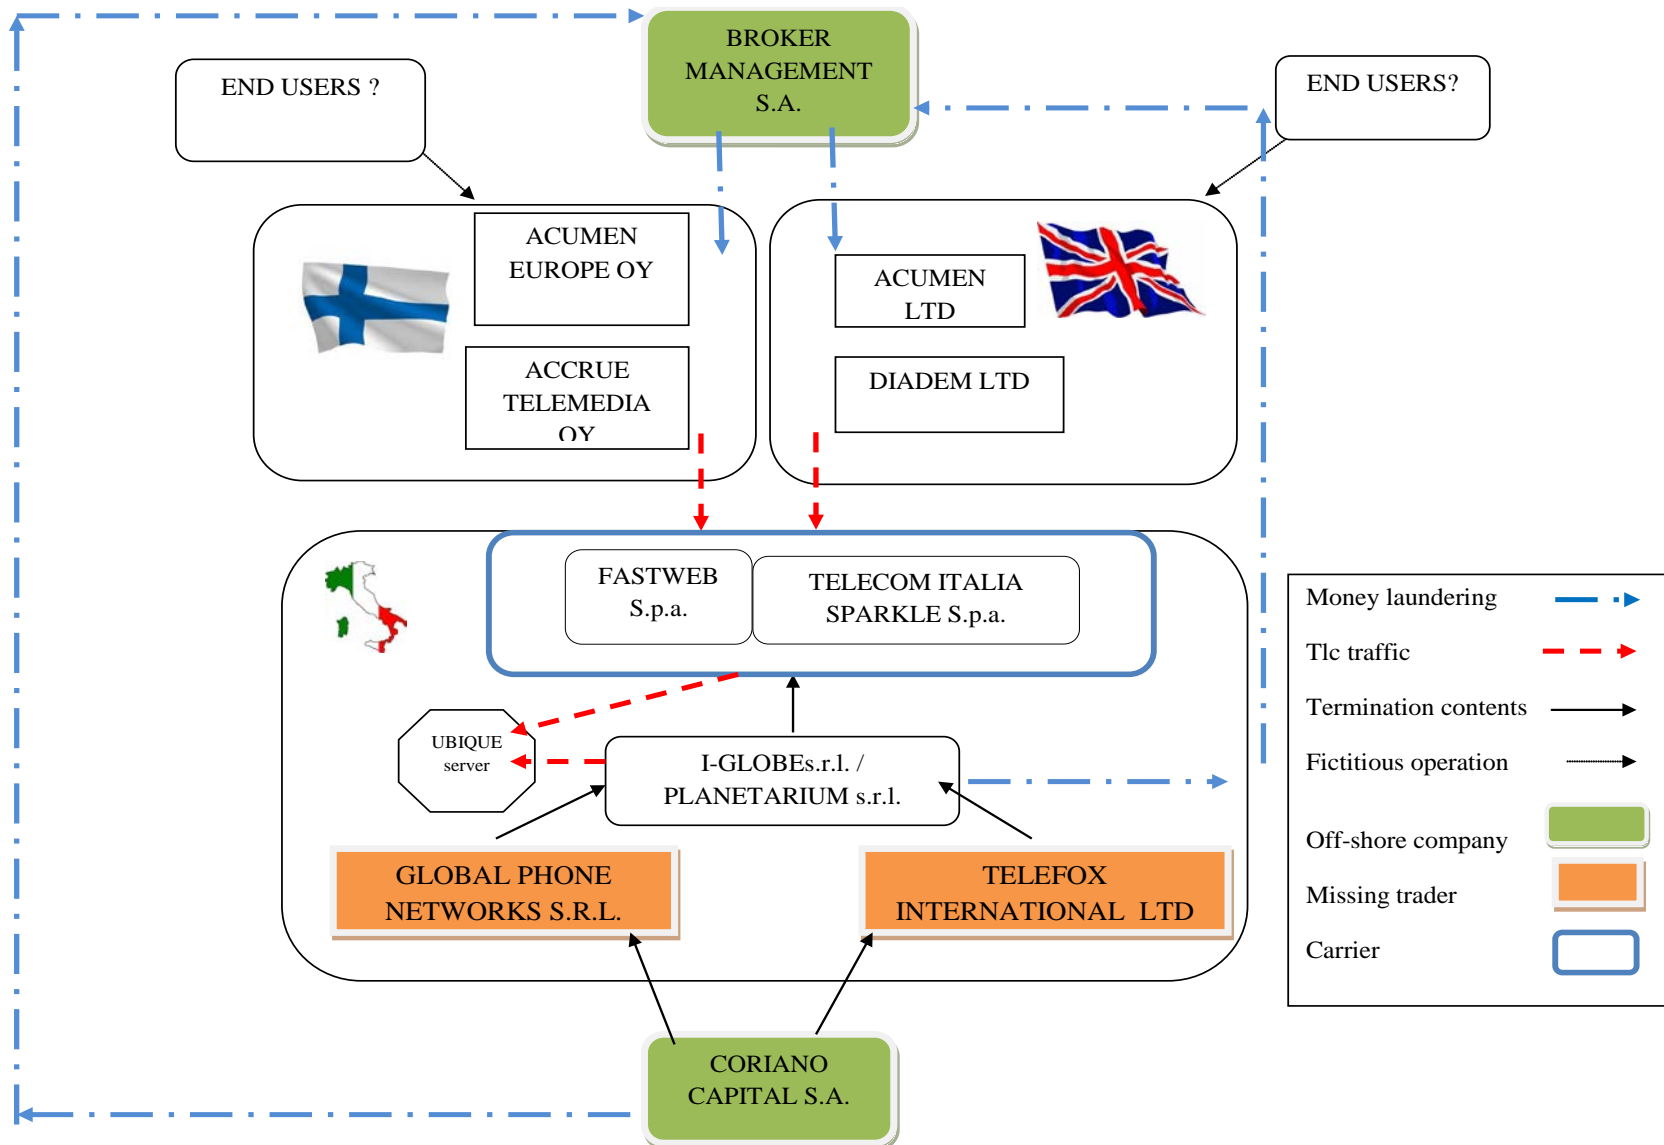 BROKER
MANAGEMENT
S.A.
END USERS ?
END USERS?
ACUMEN
EUROPE OY
ACCRUE
TELEMEDIA
OY
ACUMEN
LTD
DIADEM LTD
FASTWEB
S.p.a.
TELECOM ITALIA
SPARKLE S.p.a.
UBIQUE
server
I-GLOBEs.r.l. /
PLANETARIUM s.r.l.
GLOBAL PHONE
NETWORKS S.R.L.
TELEFOX
INTERNATIONAL LTD
CORIANO
CAPITAL S.A.
Money laundering
Tlc traffic
Termination contents
Fictitious operation
Off-shore company
Missing trader
Carrier